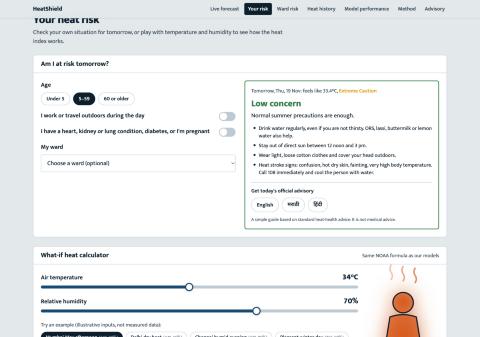 HeatShield
Live forecast Your risk Ward risk Heat history Model performance Method Advisory
Your heat risk
Check your own situation for tomorrow, or play with temperature and humidity to see how the heat
index works.
Am I at risk tomorrow?
Age
Under 5 5–59 60 or older
I work or travel outdoors during the day
I have a heart, kidney or lung condition, diabetes, or I'm pregnant
My ward
Choose a ward (optional)
Tomorrow, Thu, 19 Nov: feels like 33.4°C, Extreme Caution
Low concern
Normal summer precautions are enough.
Drink water regularly, even if you are not thirsty. ORS, lassi, buttermilk or lemon
water also help.
Stay out of direct sun between 12 noon and 3 pm.
Wear light, loose cotton clothes and cover your head outdoors.
Heat stroke signs: confusion, hot dry skin, fainting, very high body temperature.
Call 108 immediately and cool the person with water.
Get today's official advisory
English मराठी हिंदी
A simple guide based on standard heat-health advice. It is not medical advice.
What-if heat calculator
Same NOAA formula as our models
Air temperature 34°C
Relative humidity 70%
Try an example (illustrative inputs, not measured data):